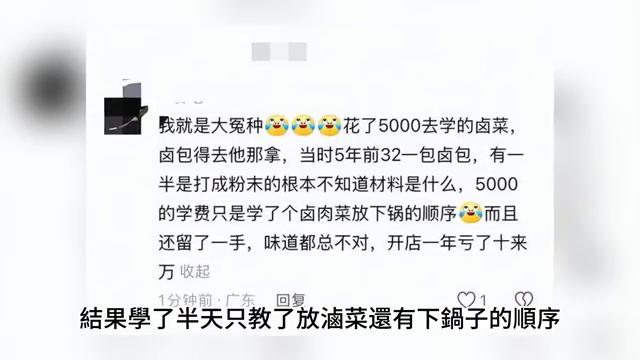 我就是大冤种😂😂😂花了5000去学的卤菜，
卤包得去他那拿，当时5年前32一包卤包，有一
半是打成粉末的根本不知道材料是什么，5000
的学费只是学了个卤肉菜放下锅的顺序😂而且
还留了一手，味道都总不对，开店一年亏了十来
万 收起
1分钟前·广东 回复 1
結果學了半天只教了放滷菜還有下鍋子的順序